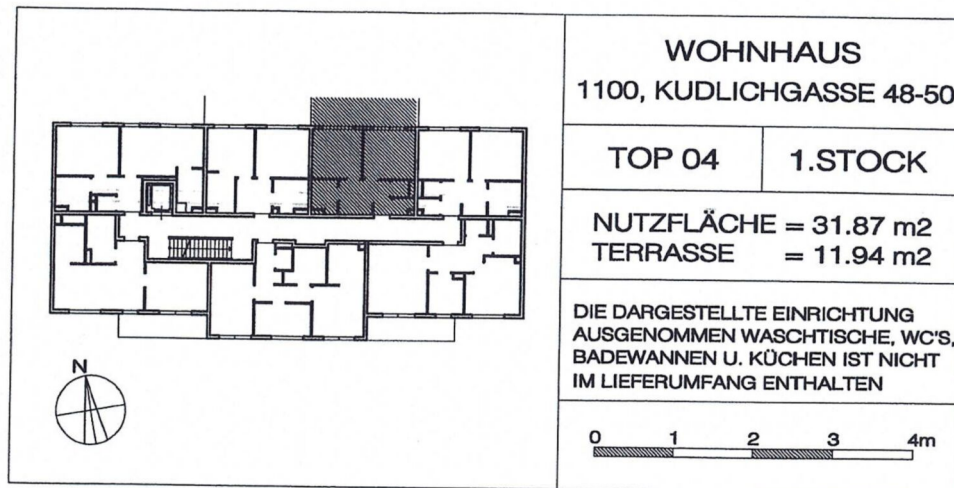 WOHNHAUS
1100, KUDLICHGASSE 48-50
TOP 04
1.STOCK
NUTZFLÄCHE = 31.87 m2
TERRASSE = 11.94 m2
DIE DARGESTELLTE EINRICHTUNG
AUSGENOMMEN WASCHTISCHE, WC'S,
BADEWANNEN U. KÜCHEN IST NICHT
IM LIEFERUMFANG ENTHALTEN
N
0 1 2 3 4m